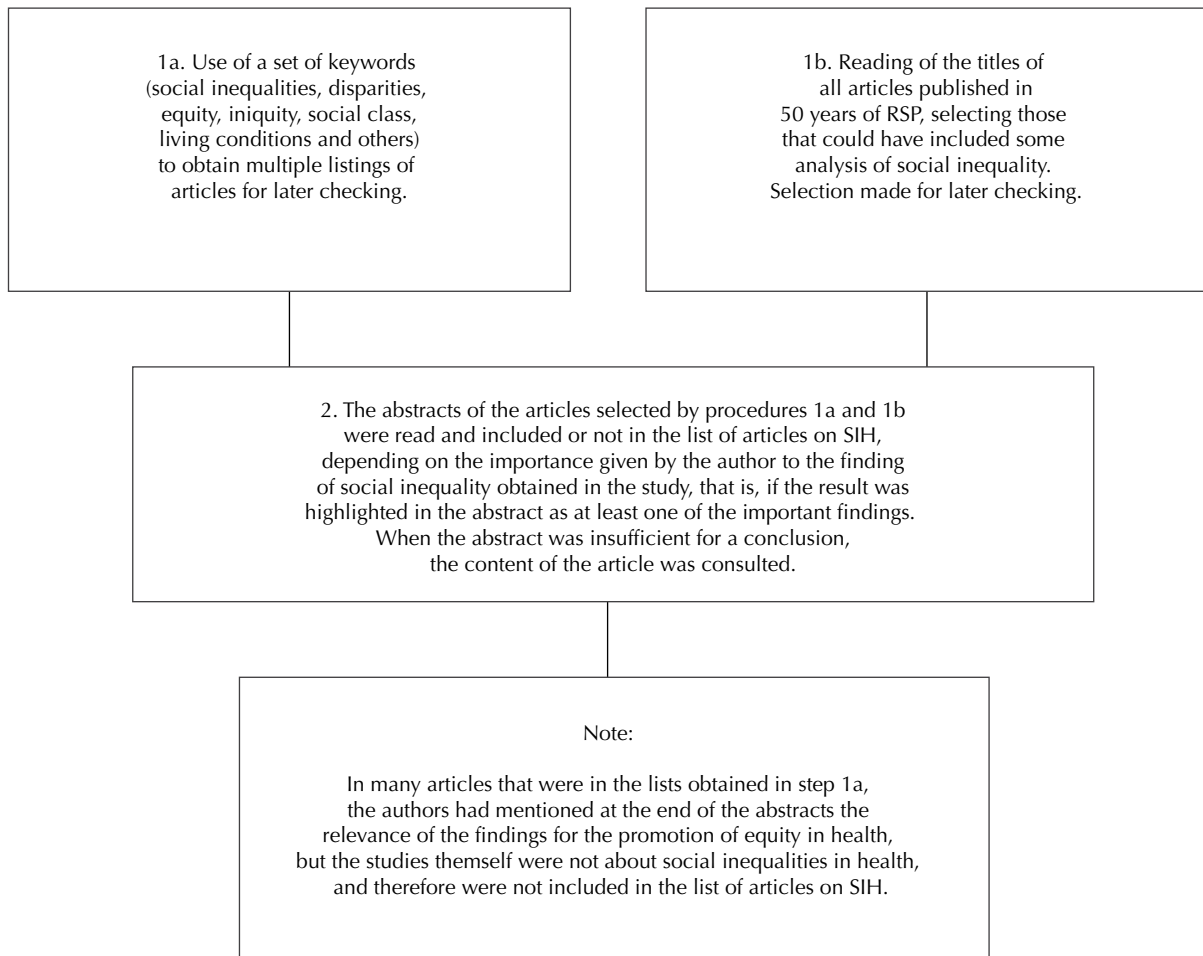 1a. Use of a set of keywords
(social inequalities, disparities,
equity, iniquity, social class,
living conditions and others)
to obtain multiple listings of
articles for later checking.
1b. Reading of the titles of
all articles published in
50 years of RSP, selecting those
that could have included some
analysis of social inequality.
Selection made for later checking.
2. The abstracts of the articles selected by procedures 1a and 1b
were read and included or not in the list of articles on SIH,
depending on the importance given by the author to the finding
of social inequality obtained in the study, that is, if the result was
highlighted in the abstract as at least one of the important findings.
When the abstract was insufficient for a conclusion,
the content of the article was consulted.
Note:
In many articles that were in the lists obtained in step 1a,
the authors had mentioned at the end of the abstracts the
relevance of the findings for the promotion of equity in health,
but the studies themself were not about social inequalities in health,
and therefore were not included in the list of articles on SIH.